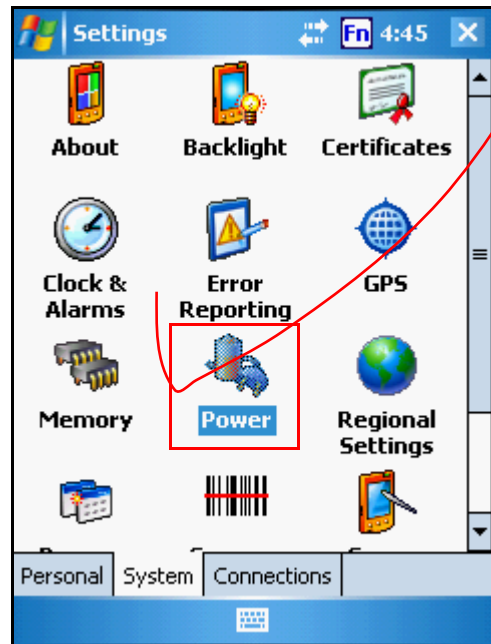 Settings Fn 4:45
About Backlight Certificates
Clock & Error GPS
Alarms Reporting
Memory Power Regional
Settings
Personal System Connections